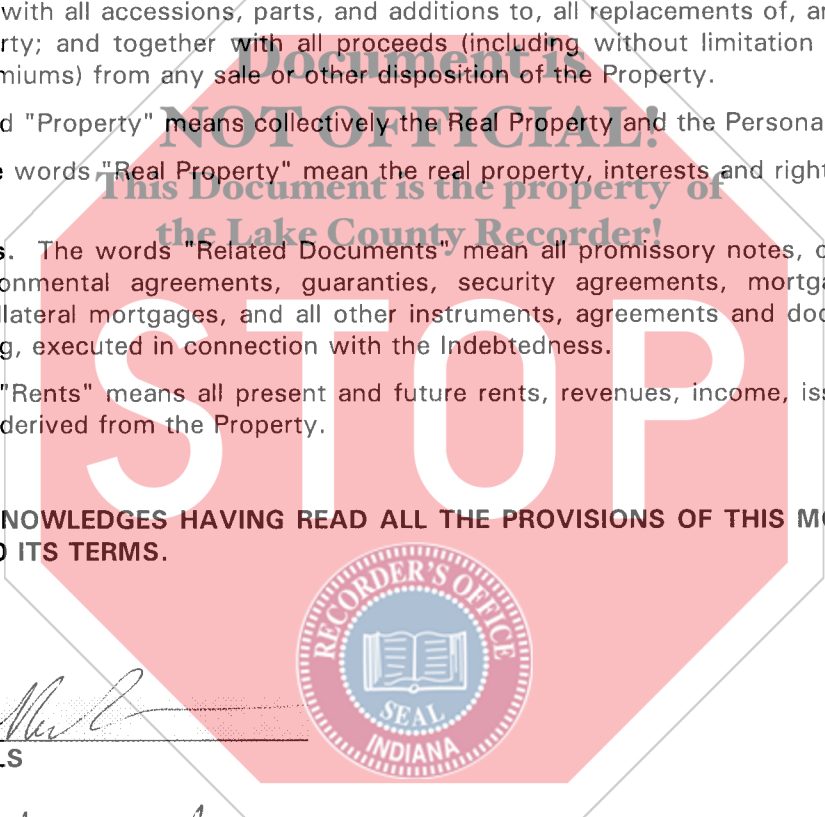 with all accessions, parts, and additions to, all replacements of, an
rty; and together with all proceeds (including without limitation
miums) from any sale or other disposition of the Property.
Document is
d "Property" means collectively the Real Property and the Persona
NOT OFFICIAL!
words "Real Property" mean the real property, interests and right
This Document is the property of
the Lake County Recorder!
s. The words "Related Documents" mean all promissory notes, c
onmental agreements, guaranties, security agreements, mortga
llateral mortgages, and all other instruments, agreements and doc
g, executed in connection with the Indebtedness.
STOP
"Rents" means all present and future rents, revenues, income, iss
derived from the Property.
NOWLEDGES HAVING READ ALL THE PROVISIONS OF THIS MO
ITS TERMS.
RECORDER'S OFFICE
SEAL
INDIANA
LS